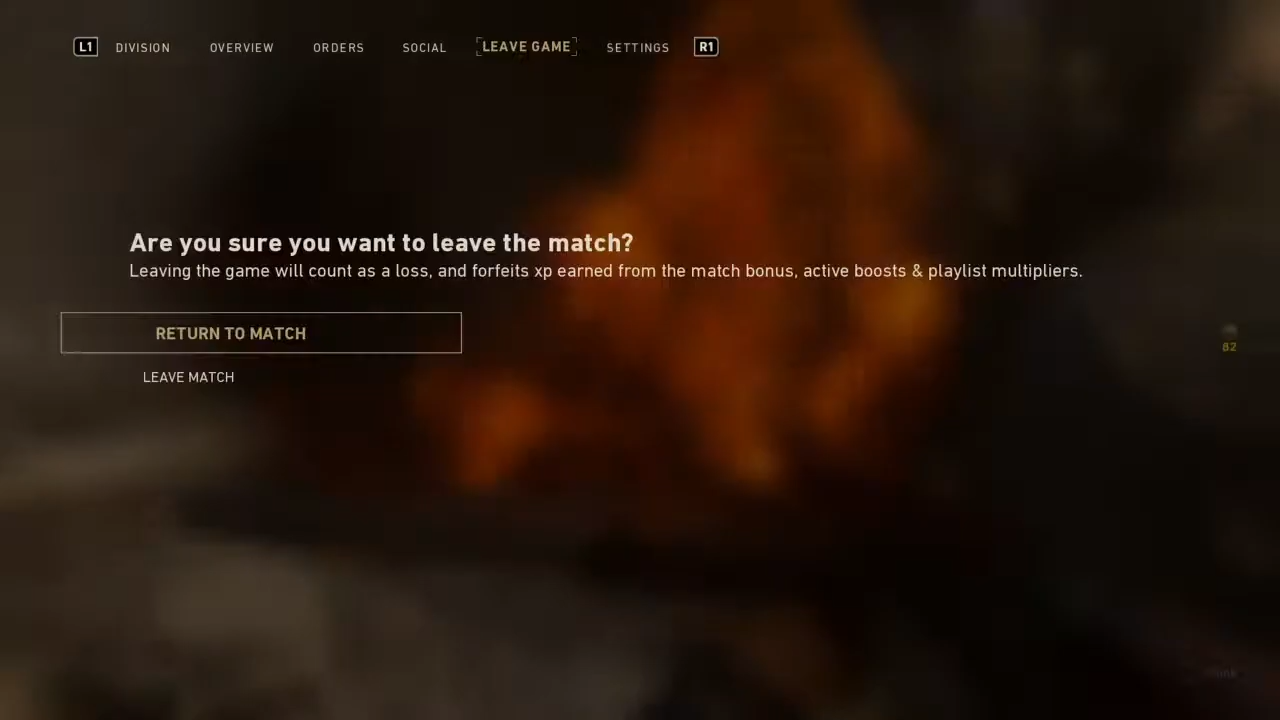 L1 DIVISION OVERVIEW ORDERS SOCIAL LEAVE GAME SETTINGS R1
Are you sure you want to leave the match?
Leaving the game will count as a loss, and forfeits xp earned from the match bonus, active boosts & playlist multipliers.
RETURN TO MATCH
82
LEAVE MATCH